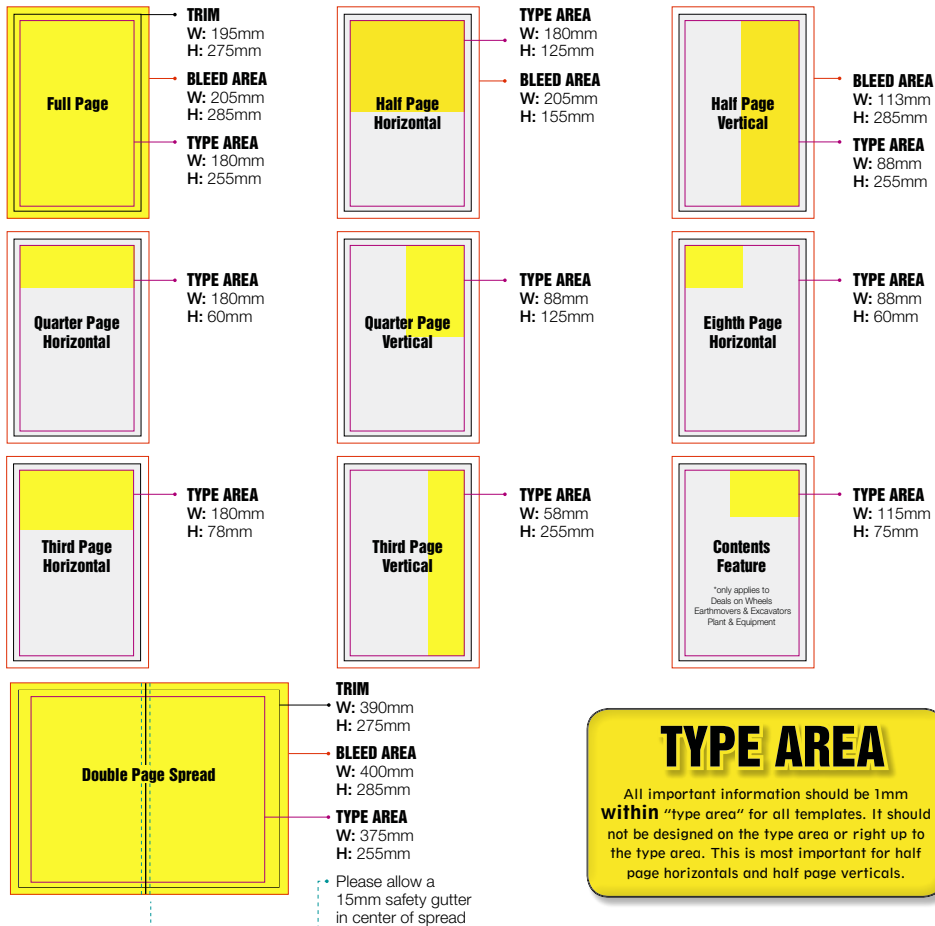 Full Page
TRIM
W: 195mm
H: 275mm
BLEED AREA
W: 205mm
H: 285mm
TYPE AREA
W: 180mm
H: 255mm
Half Page
Horizontal
TYPE AREA
W: 180mm
H: 125mm
BLEED AREA
W: 205mm
H: 155mm
Half Page
Vertical
BLEED AREA
W: 113mm
H: 285mm
TYPE AREA
W: 88mm
H: 255mm
Quarter Page
Horizontal
TYPE AREA
W: 180mm
H: 60mm
Quarter Page
Vertical
TYPE AREA
W: 88mm
H: 125mm
Eighth Page
Horizontal
TYPE AREA
W: 88mm
H: 60mm
Third Page
Horizontal
TYPE AREA
W: 180mm
H: 78mm
Third Page
Vertical
TYPE AREA
W: 58mm
H: 255mm
Contents
Feature
*only applies to
Deals on Wheels
Earthmovers & Excavators
Plant & Equipment
TYPE AREA
W: 115mm
H: 75mm
Double Page Spread
TRIM
W: 390mm
H: 275mm
BLEED AREA
W: 400mm
H: 285mm
TYPE AREA
W: 375mm
H: 255mm
Please allow a
15mm safety gutter
in center of spread
TYPE AREA
All important information should be 1mm
within "type area" for all templates. It should
not be designed on the type area or right up to
the type area. This is most important for half
page horizontals and half page verticals.